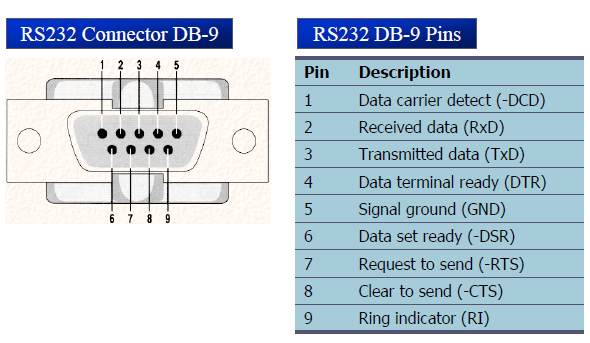 RS232 Connector DB-9
1 2 3 4 5
6 7 8 9
RS232 DB-9 Pins
Pin Description
1 Data carrier detect (-DCD)
2 Received data (RxD)
3 Transmitted data (TxD)
4 Data terminal ready (DTR)
5 Signal ground (GND)
6 Data set ready (-DSR)
7 Request to send (-RTS)
8 Clear to send (-CTS)
9 Ring indicator (RI)